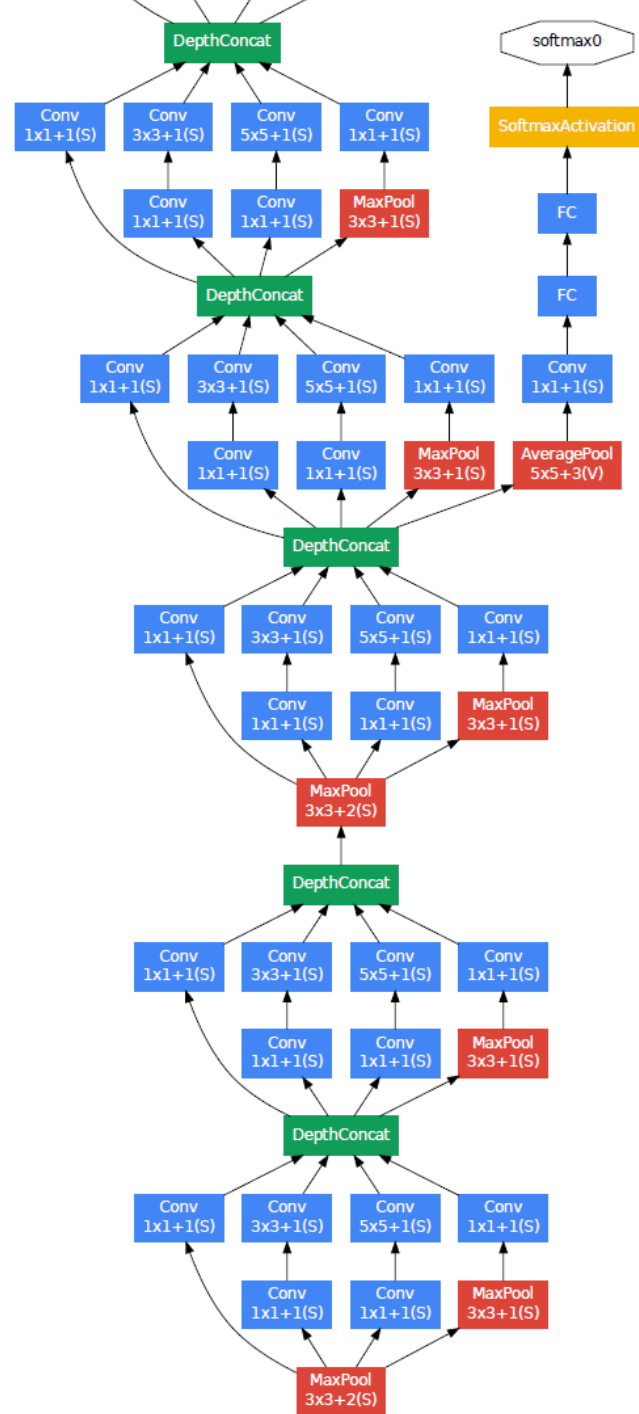 DepthConcat
softmax0
Conv
1x1+1(S)
Conv
3x3+1(S)
Conv
5x5+1(S)
Conv
1x1+1(S)
SoftmaxActivation
Conv
1x1+1(S)
Conv
1x1+1(S)
MaxPool
3x3+1(S)
FC
DepthConcat
FC
Conv
1x1+1(S)
Conv
3x3+1(S)
Conv
5x5+1(S)
Conv
1x1+1(S)
Conv
1x1+1(S)
Conv
1x1+1(S)
Conv
1x1+1(S)
MaxPool
3x3+1(S)
AveragePool
5x5+3(V)
DepthConcat
Conv
1x1+1(S)
Conv
3x3+1(S)
Conv
5x5+1(S)
Conv
1x1+1(S)
Conv
1x1+1(S)
Conv
1x1+1(S)
MaxPool
3x3+1(S)
MaxPool
3x3+2(S)
DepthConcat
Conv
1x1+1(S)
Conv
3x3+1(S)
Conv
5x5+1(S)
Conv
1x1+1(S)
Conv
1x1+1(S)
Conv
1x1+1(S)
MaxPool
3x3+1(S)
DepthConcat
Conv
1x1+1(S)
Conv
3x3+1(S)
Conv
5x5+1(S)
Conv
1x1+1(S)
Conv
1x1+1(S)
Conv
1x1+1(S)
MaxPool
3x3+1(S)
MaxPool
3x3+2(S)